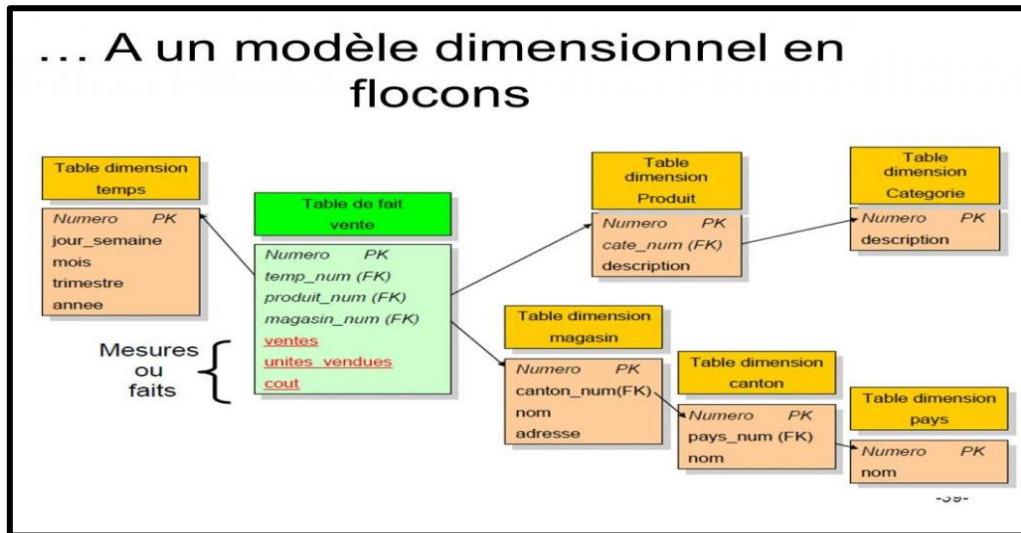 ... A un modèle dimensionnel en
flocons
Table dimension
temps
Numero PK
jour_semaine
mois
trimestre
annee
Table de fait
vente
Numero PK
temp_num (FK)
produit_num (FK)
magasin_num (FK)
ventes
unites_vendues
cout
Mesures
ou
faits
Table
dimension
Produit
Numero PK
cate_num (FK)
description
Table
dimension
Categorie
Numero PK
description
Table dimension
magasin
Numero PK
canton_num(FK)
nom
adresse
Table dimension
canton
Numero PK
pays_num (FK)
nom
Table dimension
pays
Numero PK
nom